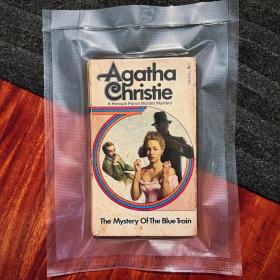 Agatha
Christie
A Hercule Poirot Murder Mystery
The Mystery Of The Blue Train